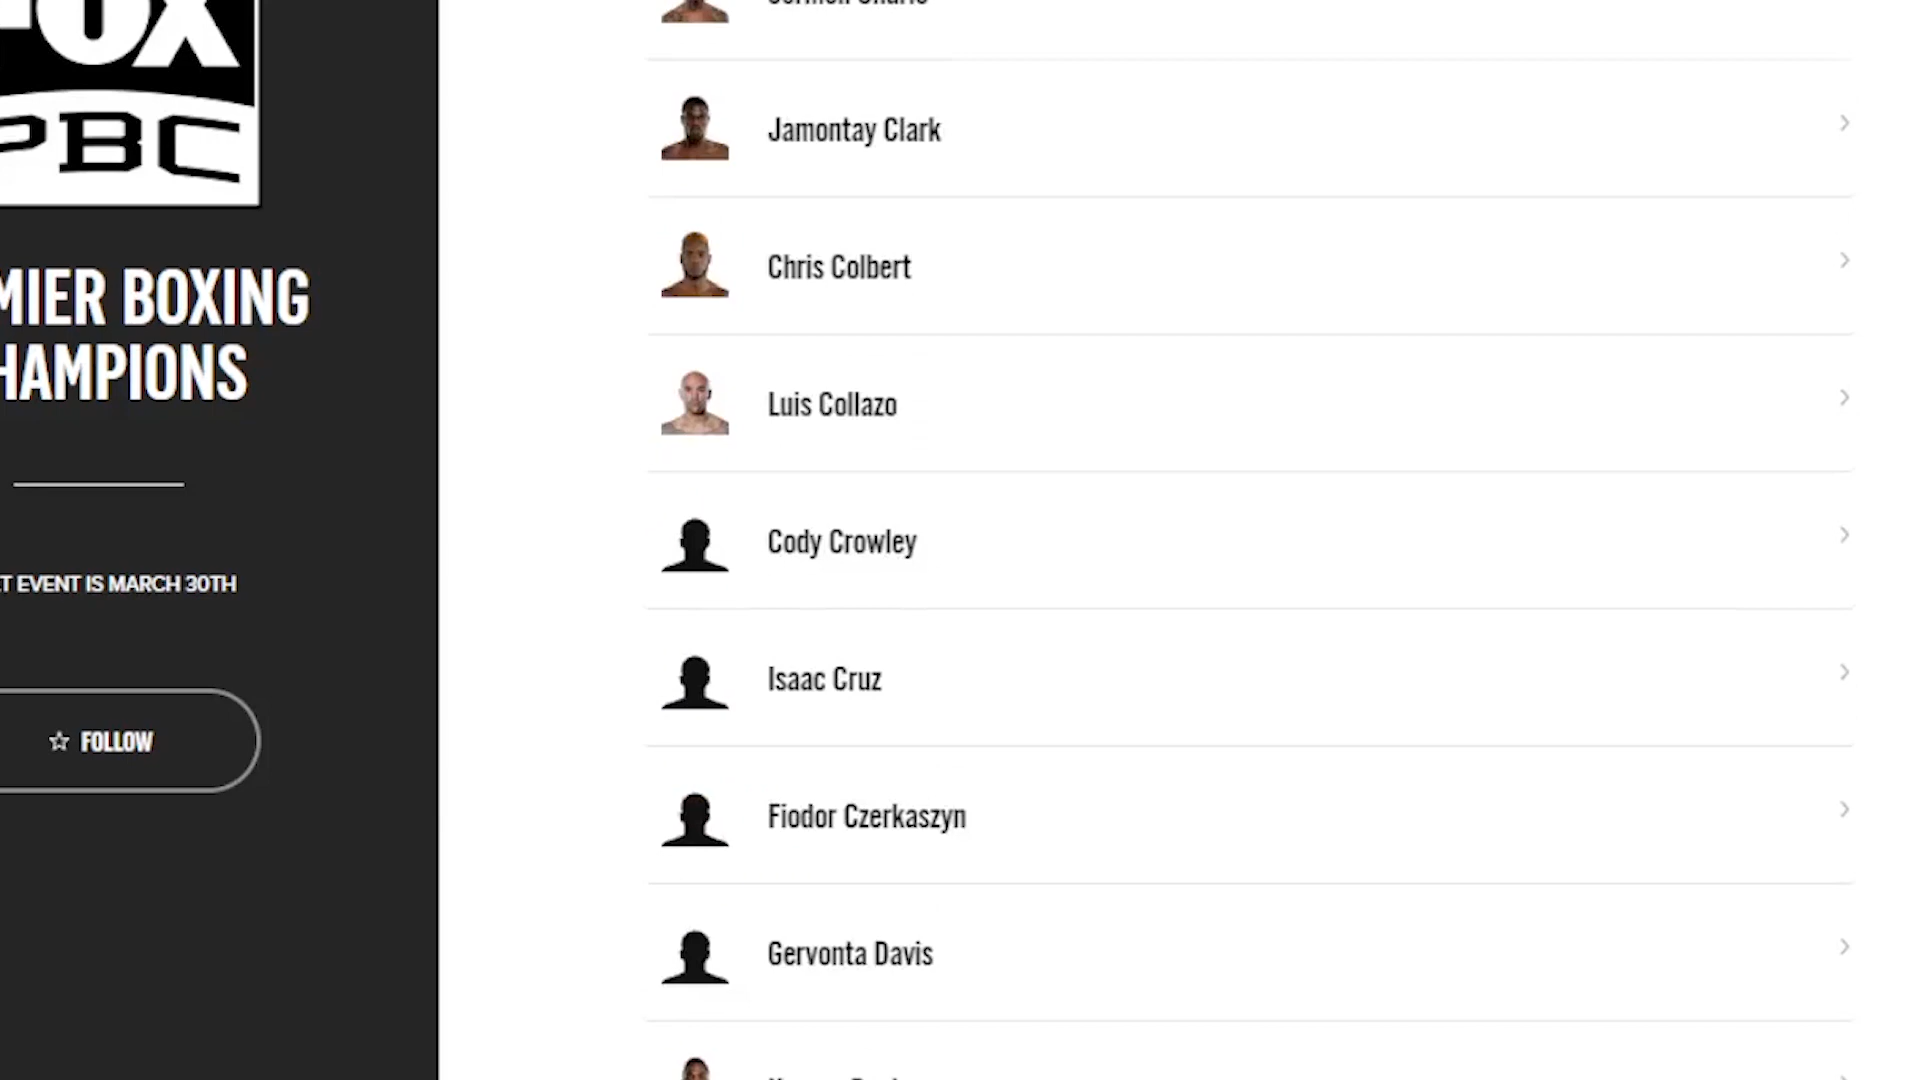 FOX
PBC
MIER BOXING
HAMPIONS
T EVENT IS MARCH 30TH
☆ FOLLOW
Jamontay Clark
Chris Colbert
Luis Collazo
Cody Crowley
Isaac Cruz
Fiodor Czerkaszyn
Gervonta Davis